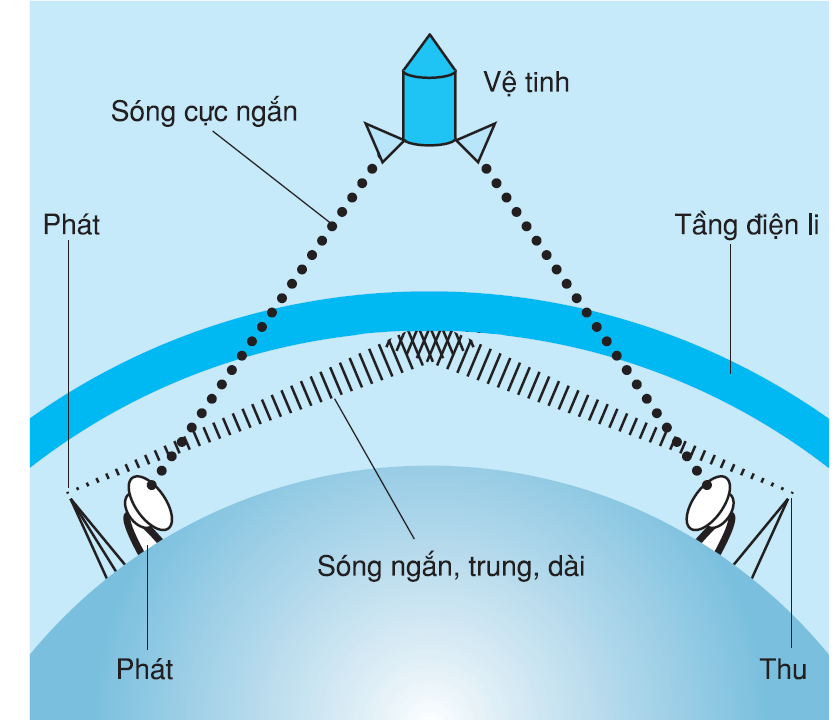 Vệ tinh
Sóng cực ngắn
Phát
Tầng điện li
Sóng ngắn, trung, dài
Phát
Thu